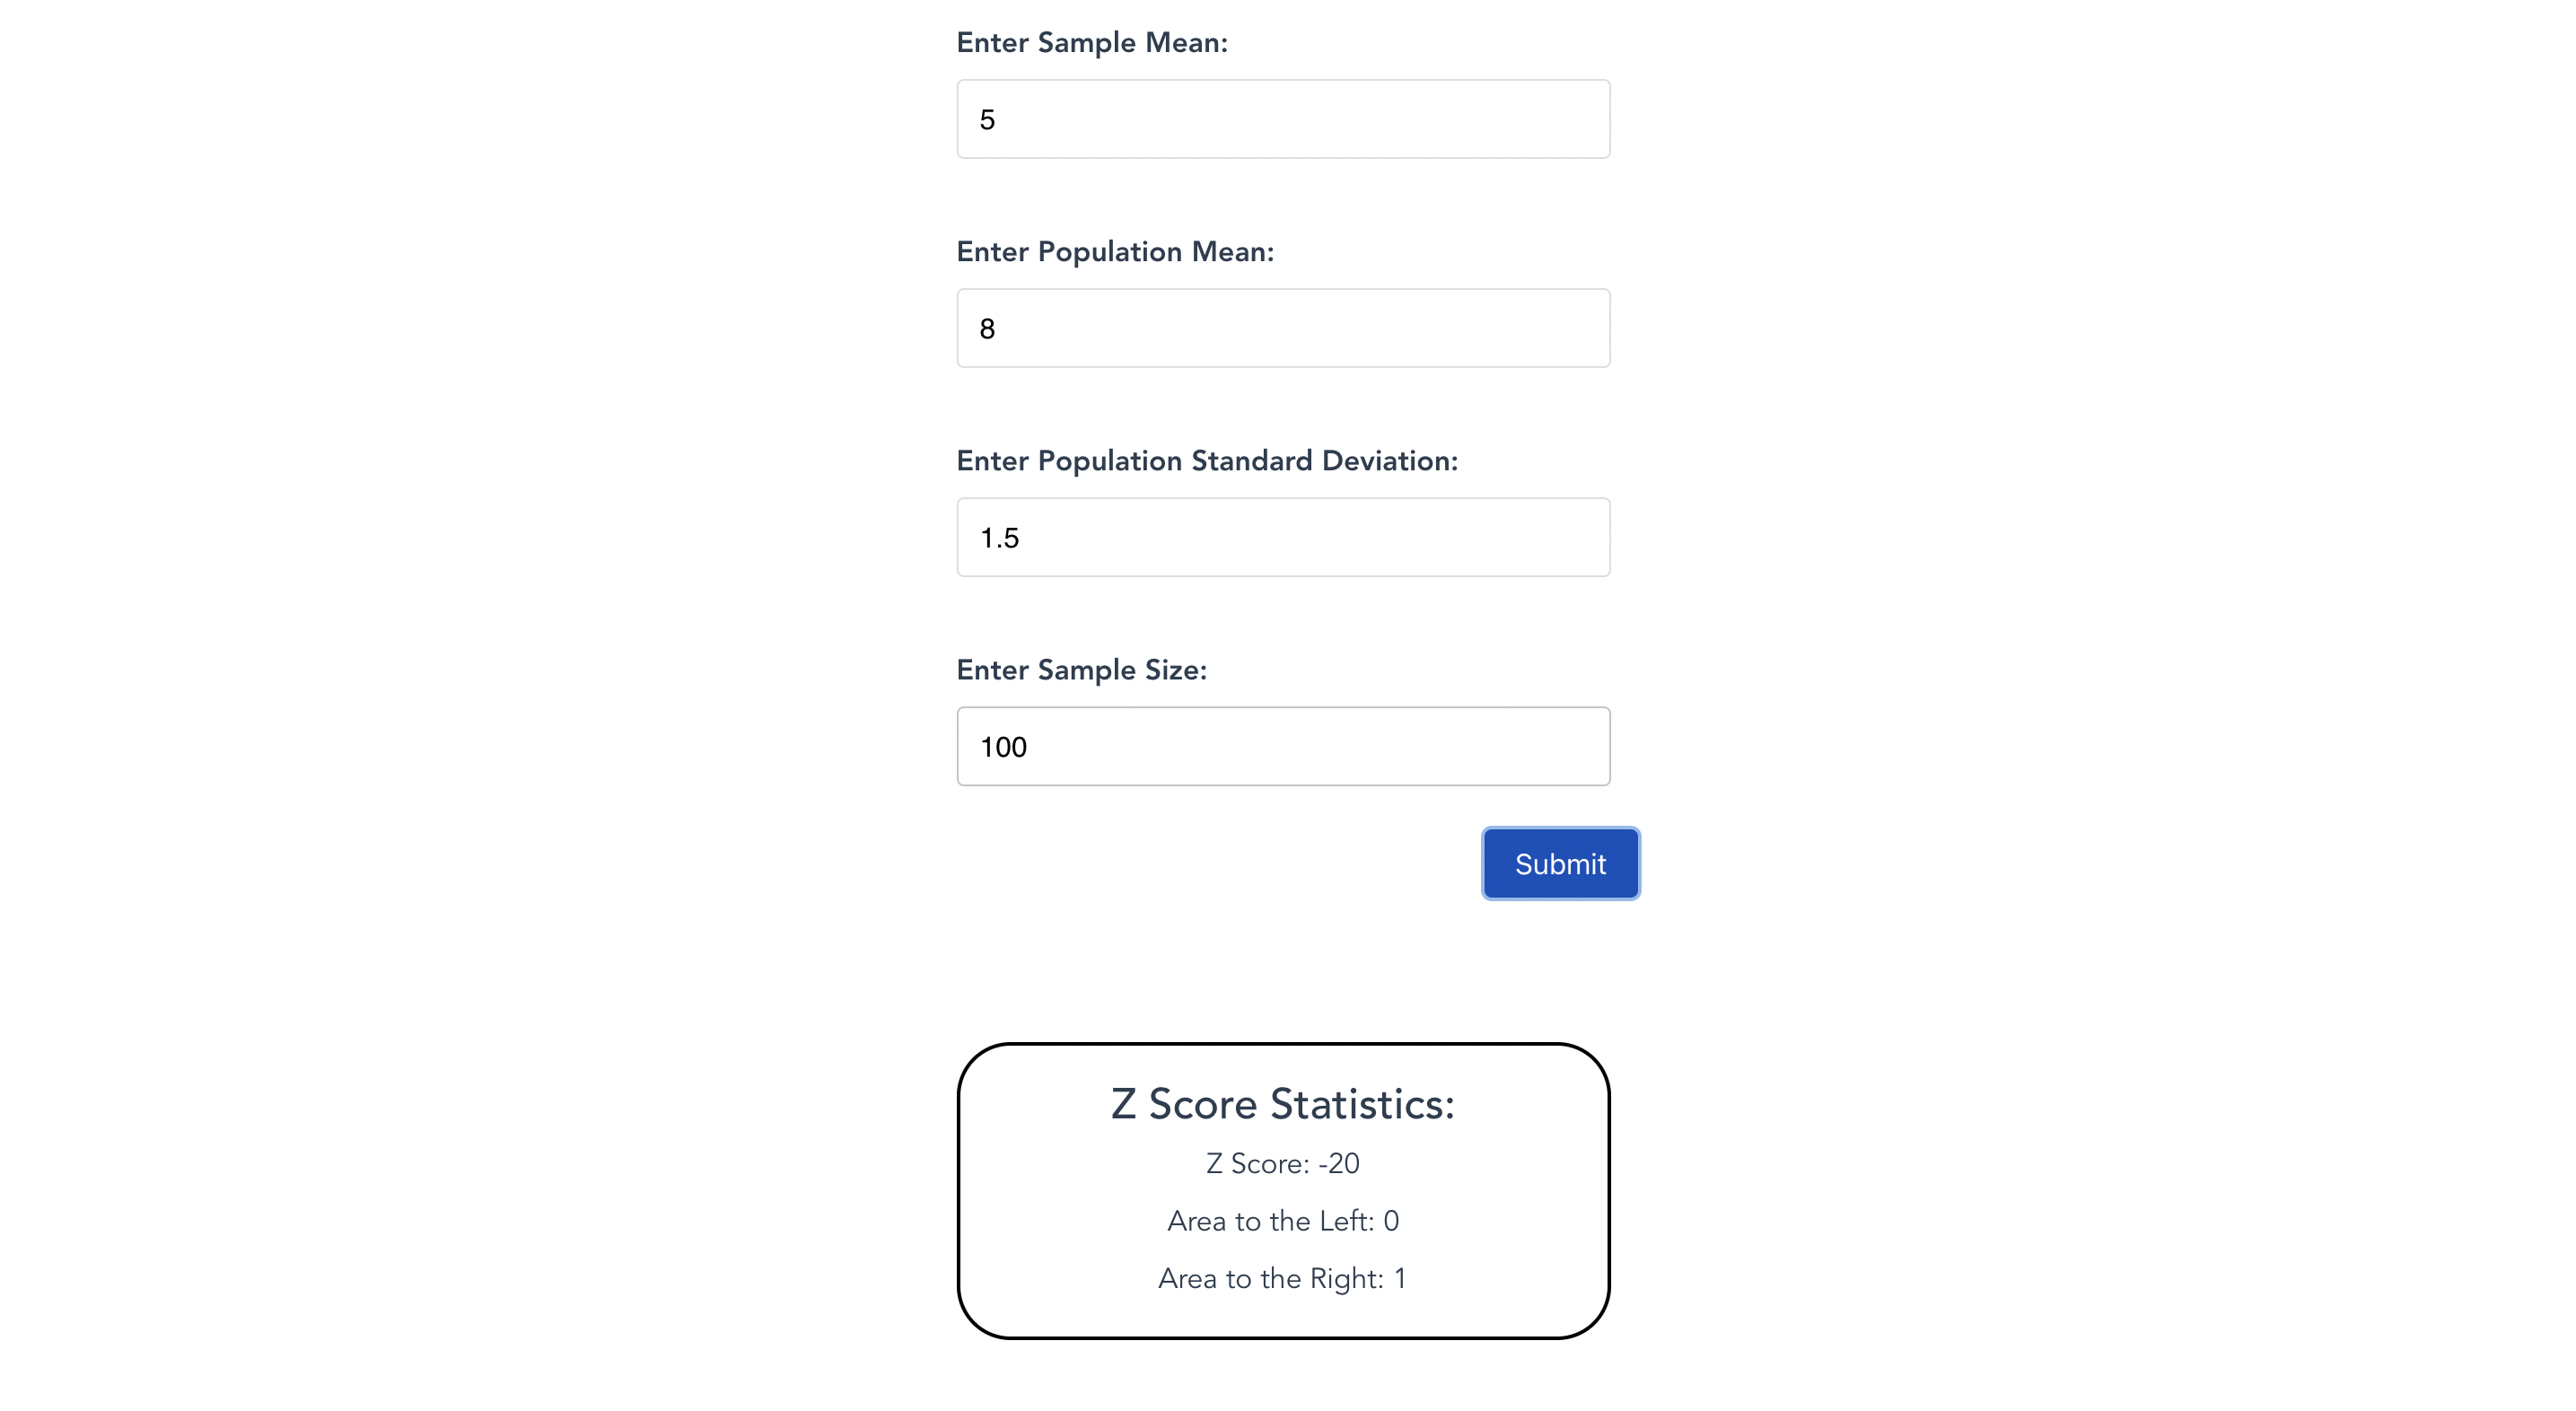 Enter Sample Mean:
5
Enter Population Mean:
8
Enter Population Standard Deviation:
1.5
Enter Sample Size:
100
Submit
Z Score Statistics:
Z Score: -20
Area to the Left: 0
Area to the Right: 1